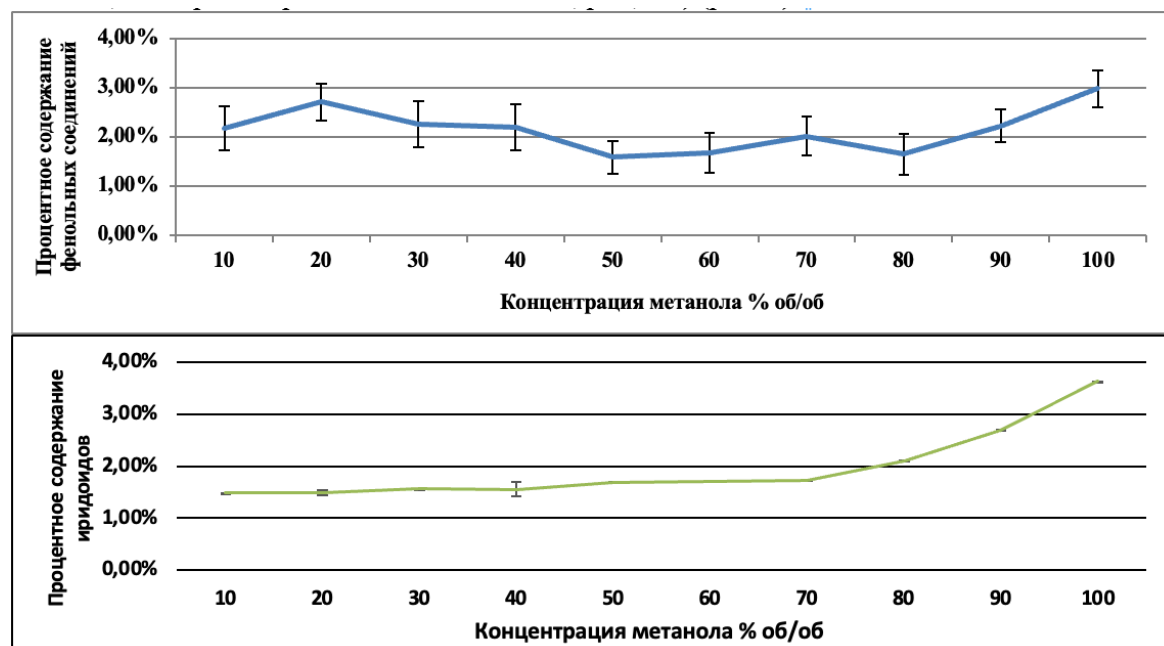 4,00%
3,00%
2,00%
1,00%
0,00%
Процентное содержание
фенольных соединений
10 20 30 40 50 60 70 80 90 100
Концентрация метанола % об/об
4,00%
3,00%
2,00%
1,00%
0,00%
Процентное содержание
иридоидов
10 20 30 40 50 60 70 80 90 100
Концентрация метанола % об/об